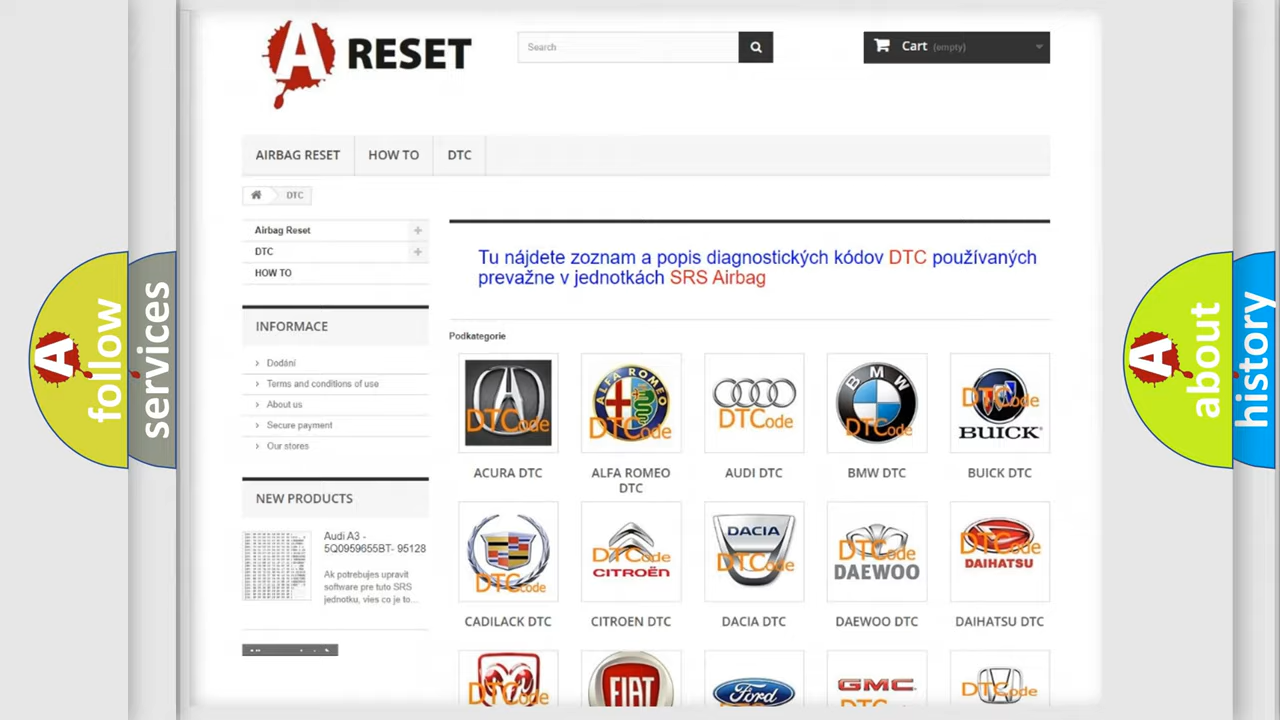 A RESET
Search
Cart (empty)
AIRBAG RESET
HOW TO
DTC
DTC
Airbag Reset
DTC
HOW TO
Tu nájdete zoznam a popis diagnostických kódov DTC používaných
prevažne v jednotkách SRS Airbag
INFORMACE
Dodání
Terms and conditions of use
About us
Secure payment
Our stores
NEW PRODUCTS
Audi A3 -
5Q0959655BT- 95128
Ak potrebujes upravit
software pre tuto SRS
jednotku, vies co je to...
Podkategorie
DTCode
ALFA ROMEO
DTCode
DTCode
BMW
DTCode
DTCode
BUICK
ACURA DTC
ALFA ROMEO
DTC
AUDI DTC
BMW DTC
BUICK DTC
DTCode
DTCode
CITROËN
DACIA
DTCode
DTCode
DAEWOO
DTCode
DAIHATSU
CADILACK DTC
CITROEN DTC
DACIA DTC
DAEWOO DTC
DAIHATSU DTC
DTCode
FIAT
Ford
GMC
DTCode
A follow
services
A about
history